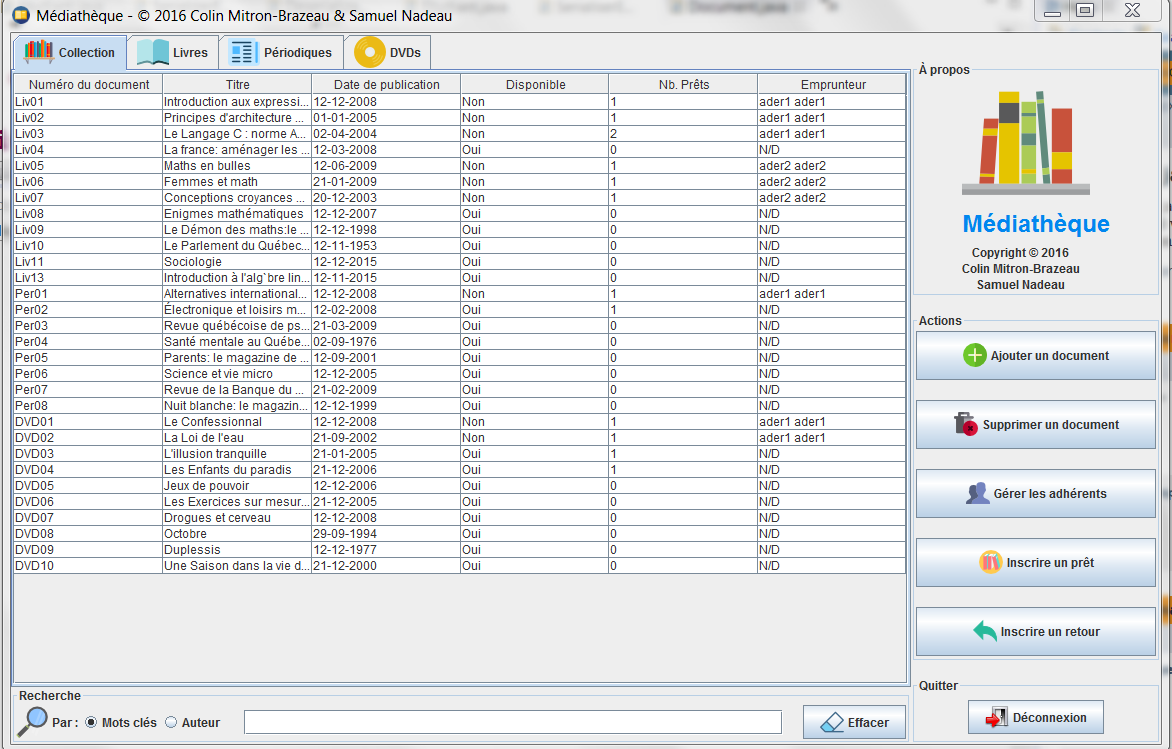 Médiathèque - © 2016 Colin Mitron-Brazeau & Samuel Nadeau
Collection Livres Périodiques DVDs
Numéro du document Titre Date de publication Disponible Nb. Prêts Emprunteur
Liv01 Introduction aux expressi... 12-12-2008 Non 1 ader1 ader1
Liv02 Principes d'architecture ... 01-01-2005 Non 1 ader1 ader1
Liv03 Le Langage C : norme A... 02-04-2004 Non 2 ader1 ader1
Liv04 La france: aménager les ... 12-03-2008 Oui 0 N/D
Liv05 Maths en bulles 12-06-2009 Non 1 ader2 ader2
Liv06 Femmes et math 21-01-2009 Non 1 ader2 ader2
Liv07 Conceptions croyances ... 20-12-2003 Non 1 ader2 ader2
Liv08 Enigmes mathématiques 12-12-2007 Oui 0 N/D
Liv09 Le Démon des maths:le ... 12-12-1998 Oui 0 N/D
Liv10 Le Parlement du Québec... 12-11-1953 Oui 0 N/D
Liv11 Sociologie 12-12-2015 Oui 0 N/D
Liv13 Introduction à l'alg`bre lin... 12-11-2015 Oui 0 N/D
Per01 Alternatives international... 12-12-2008 Non 1 ader1 ader1
Per02 Électronique et loisirs m... 12-02-2008 Oui 1 N/D
Per03 Revue québécoise de ps... 21-03-2009 Oui 0 N/D
Per04 Santé mentale au Québe... 02-09-1976 Oui 0 N/D
Per05 Parents: le magazine de ... 12-09-2001 Oui 0 N/D
Per06 Science et vie micro 12-12-2005 Oui 0 N/D
Per07 Revue de la Banque du ... 21-02-2009 Oui 0 N/D
Per08 Nuit blanche: le magazin... 12-12-1999 Oui 0 N/D
DVD01 Le Confessionnal 12-12-2008 Non 1 ader1 ader1
DVD02 La Loi de l'eau 21-09-2002 Non 1 ader1 ader1
DVD03 L'illusion tranquille 21-01-2005 Oui 1 N/D
DVD04 Les Enfants du paradis 21-12-2006 Oui 1 N/D
DVD05 Jeux de pouvoir 12-12-2006 Oui 0 N/D
DVD06 Les Exercices sur mesur... 21-12-2005 Oui 0 N/D
DVD07 Drogues et cerveau 12-12-2008 Oui 0 N/D
DVD08 Octobre 29-09-1994 Oui 0 N/D
DVD09 Duplessis 12-12-1977 Oui 0 N/D
DVD10 Une Saison dans la vie d... 21-12-2000 Oui 0 N/D
Recherche
Par : Mots clés Auteur Effacer
À propos
Médiathèque
Copyright © 2016
Colin Mitron-Brazeau
Samuel Nadeau
Actions
Ajouter un document
Supprimer un document
Gérer les adhérents
Inscrire un prêt
Inscrire un retour
Quitter
Déconnexion